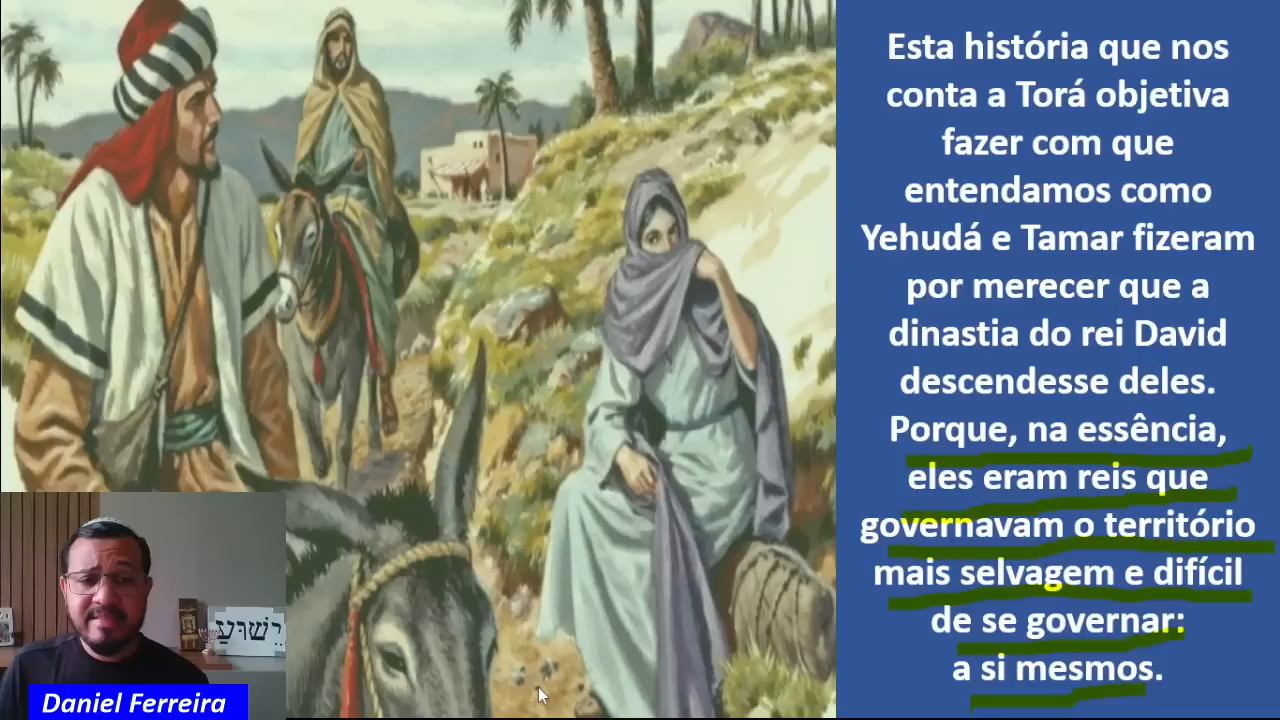 Esta história que nos
conta a Torá objetiva
fazer com que
entendamos como
Yehudá e Tamar fizeram
por merecer que a
dinastia do rei David
descendesse deles.
Porque, na essência,
eles eram reis que
governavam o território
mais selvagem e difícil
de se governar:
a si mesmos.
יֵשׁוּעַ
Daniel Ferreira